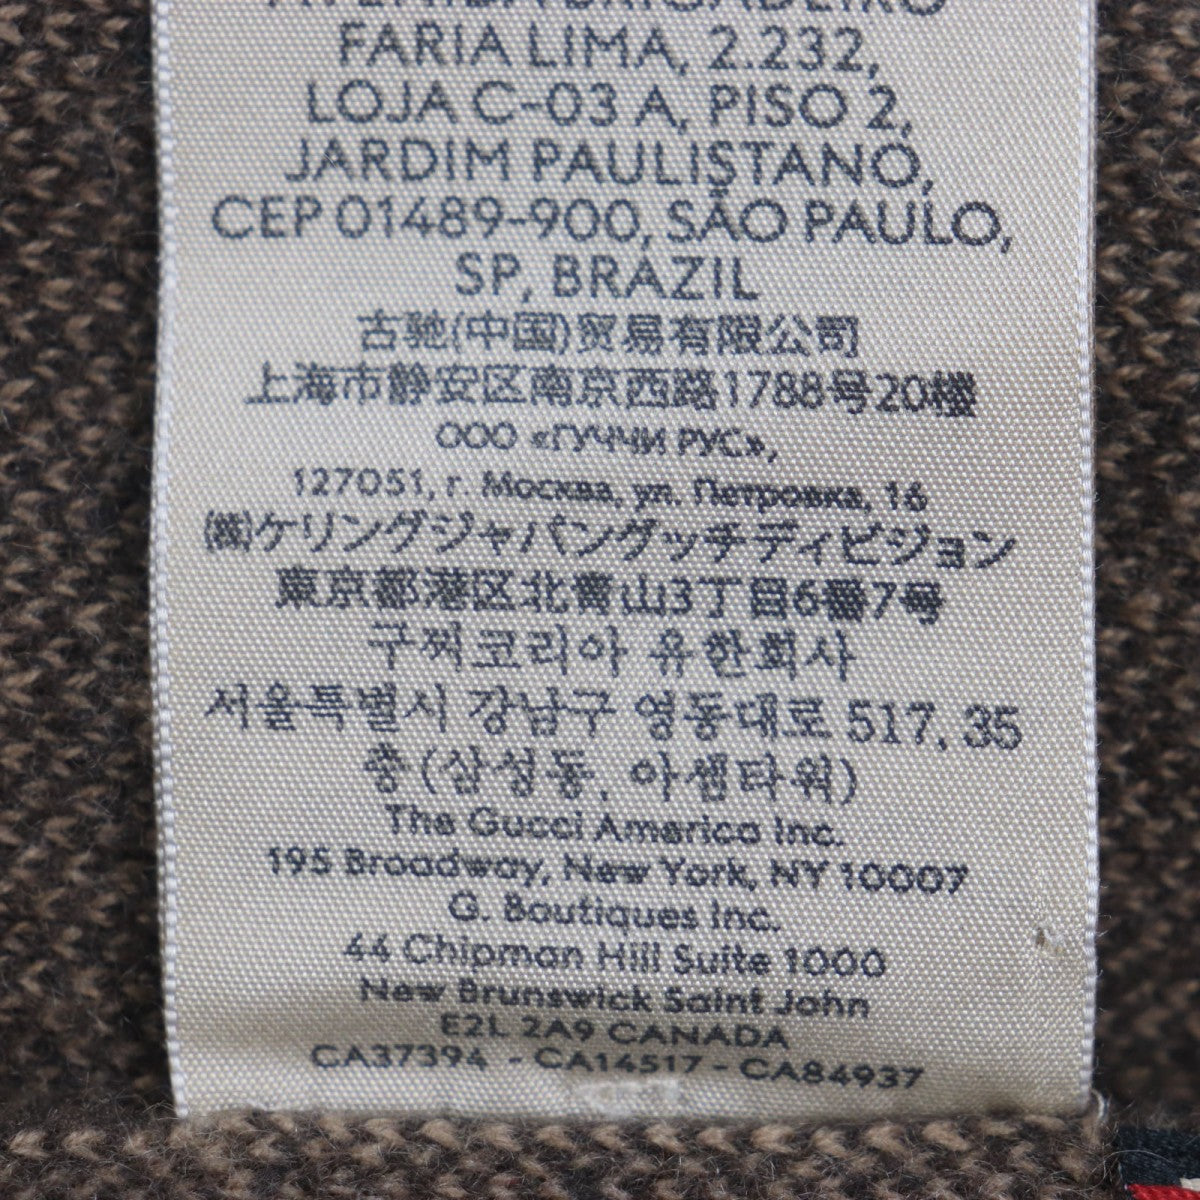 AVENIDA BRIGADEIRO
FARIA LIMA, 2.232,
LOJA C-03 A, PISO 2,
JARDIM PAULISTANO,
CEP 01489-900, SÃO PAULO,
SP, BRAZIL
古驰(中国)贸易有限公司
上海市静安区南京西路1788号20樓
ООО «ГУЧЧИ РУС»,
127051, г. Москва, ул. Петровка, 16
㈱ケリングジャパングッチディビジョン
東京都港区北青山3丁目6番7号
구찌코리아 유한회사
서울특별시 강남구 영동대로 517, 35
층(삼성동, 아셈타워)
The Gucci America Inc.
195 Broadway, New York, NY 10007
G. Boutiques Inc.
44 Chipman Hill Suite 1000
New Brunswick Saint John
E2L 2A9 CANADA
CA37394 - CA14517 - CA84937